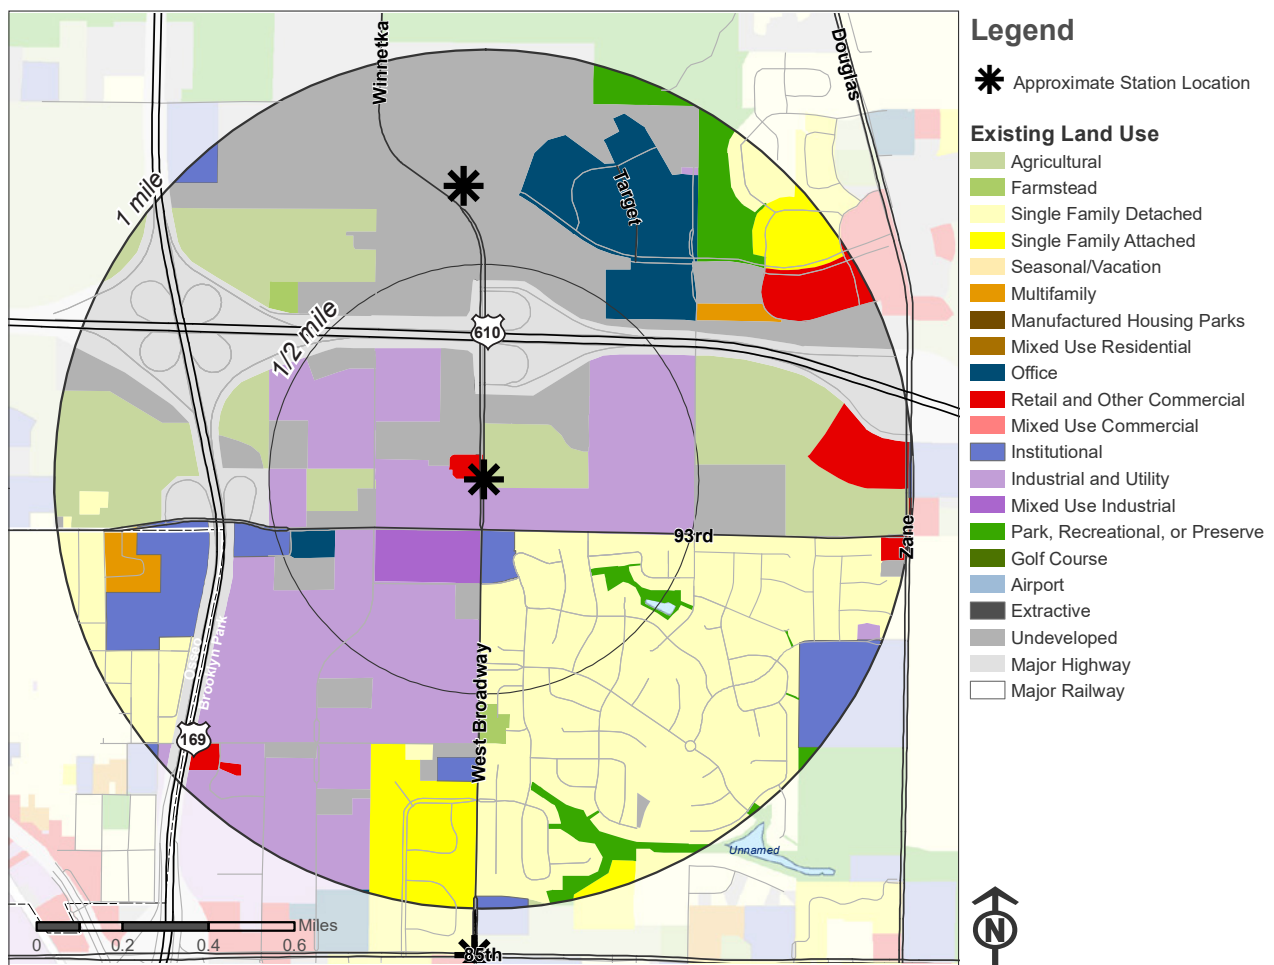 Winnetka
Douglas
1 mile
Target
1/2 mile
610
93rd
Zane
Osseo
Brooklyn Park
West Broadway
169
Unnamed
85th
Miles
0 0.2 0.4 0.6
Legend
Approximate Station Location
Existing Land Use
Agricultural
Farmstead
Single Family Detached
Single Family Attached
Seasonal/Vacation
Multifamily
Manufactured Housing Parks
Mixed Use Residential
Office
Retail and Other Commercial
Mixed Use Commercial
Institutional
Industrial and Utility
Mixed Use Industrial
Park, Recreational, or Preserve
Golf Course
Airport
Extractive
Undeveloped
Major Highway
Major Railway
N